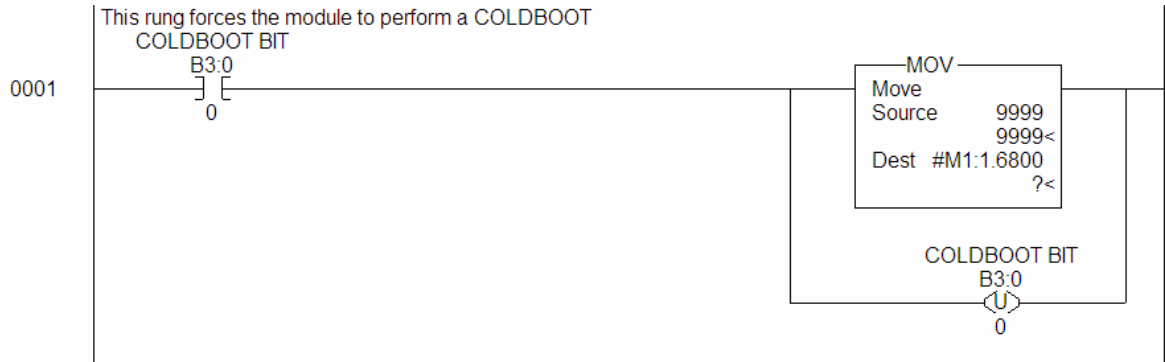 This rung forces the module to perform a COLDBOOT
COLDBOOT BIT
B3:0
0001
0
MOV
Move
Source 9999
9999<
Dest #M1:1.6800
?<
COLDBOOT BIT
B3:0
U
0